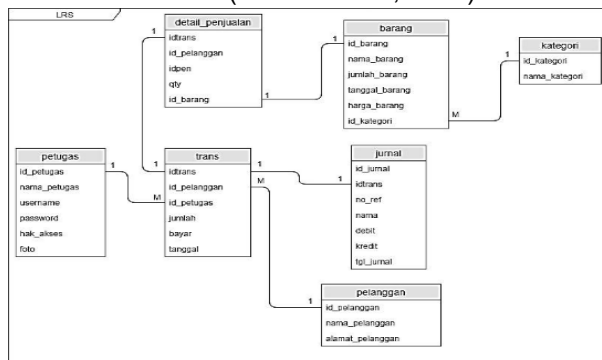 LRS
detail_penjualan
idtrans
id_pelanggan
idpen
qty
id_barang
1
1
barang
id_barang
nama_barang
jumlah_barang
tanggal_barang
harga_barang
id_kategori
1
M
kategori
id_kategori
nama_kategori
1
petugas
id_petugas
nama_petugas
username
password
hak_akses
foto
1
trans
idtrans
id_pelanggan
id_petugas
jumlah
bayar
tanggal
1
M
1
M
jurnal
id_jurnal
idtrans
no_ref
nama
debit
kredit
tgl_jurnal
1
pelanggan
id_pelanggan
nama_pelanggan
alamat_pelanggan
1